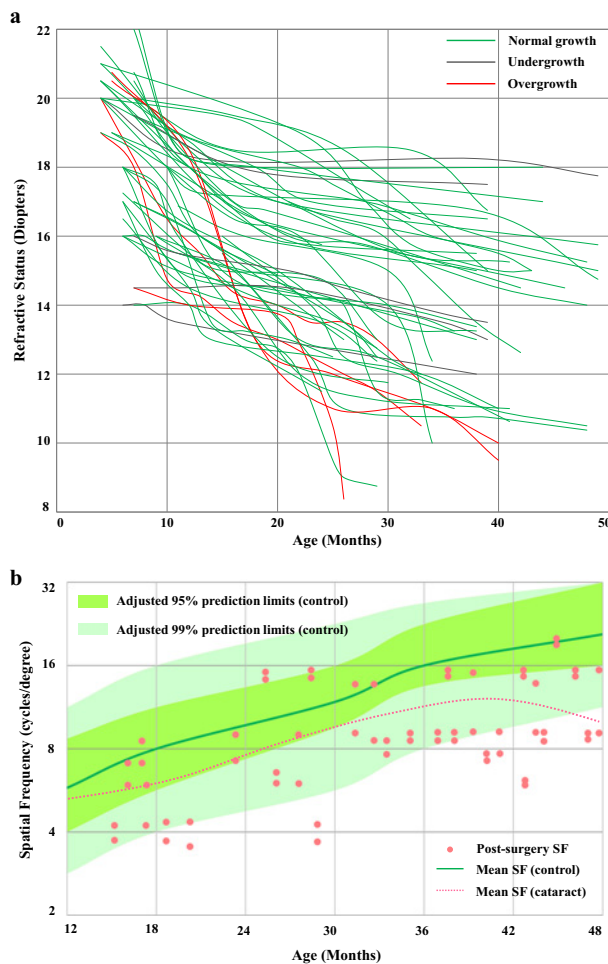 a
22
20
18
16
14
12
10
8
Refractive Status (Diopters)
Normal growth
Undergrowth
Overgrowth
0 10 20 30 40 50
Age (Months)
b
32
16
8
4
2
Spatial Frequency (cycles/degree)
Adjusted 95% prediction limits (control)
Adjusted 99% prediction limits (control)
Post-surgery SF
Mean SF (control)
Mean SF (cataract)
12 18 24 30 36 42 48
Age (Months)